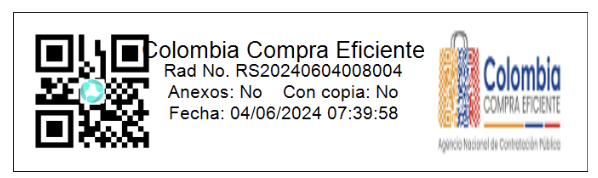 Colombia Compra Eficiente
Rad No. RS20240604008004
Anexos: No Con copia: No
Fecha: 04/06/2024 07:39:58
Colombia
COMPRA EFICIENTE
Agencia Nacional de Contratación Pública